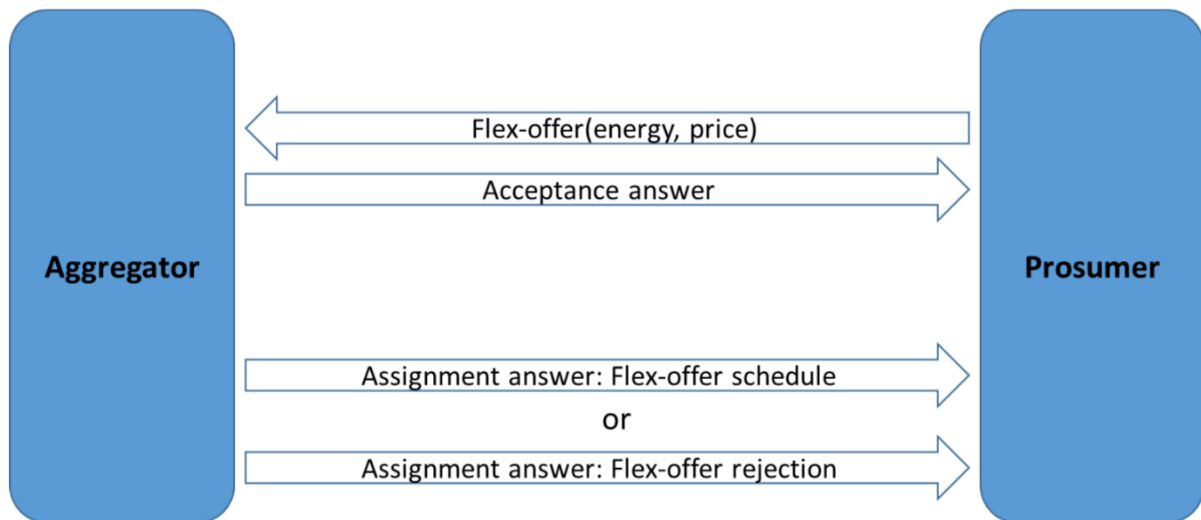 Flex-offer(energy, price)
Acceptance answer
Aggregator
Prosumer
Assignment answer: Flex-offer schedule
or
Assignment answer: Flex-offer rejection